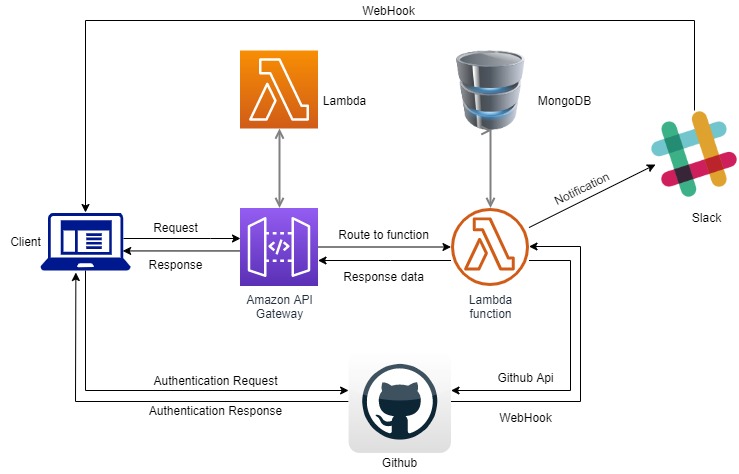 WebHook
Lambda
MongoDB
Notification
Slack
Client
Request
Response
</>
Route to function
Response data
Amazon API
Gateway
Lambda
function
Authentication Request
Authentication Response
Github Api
WebHook
Github